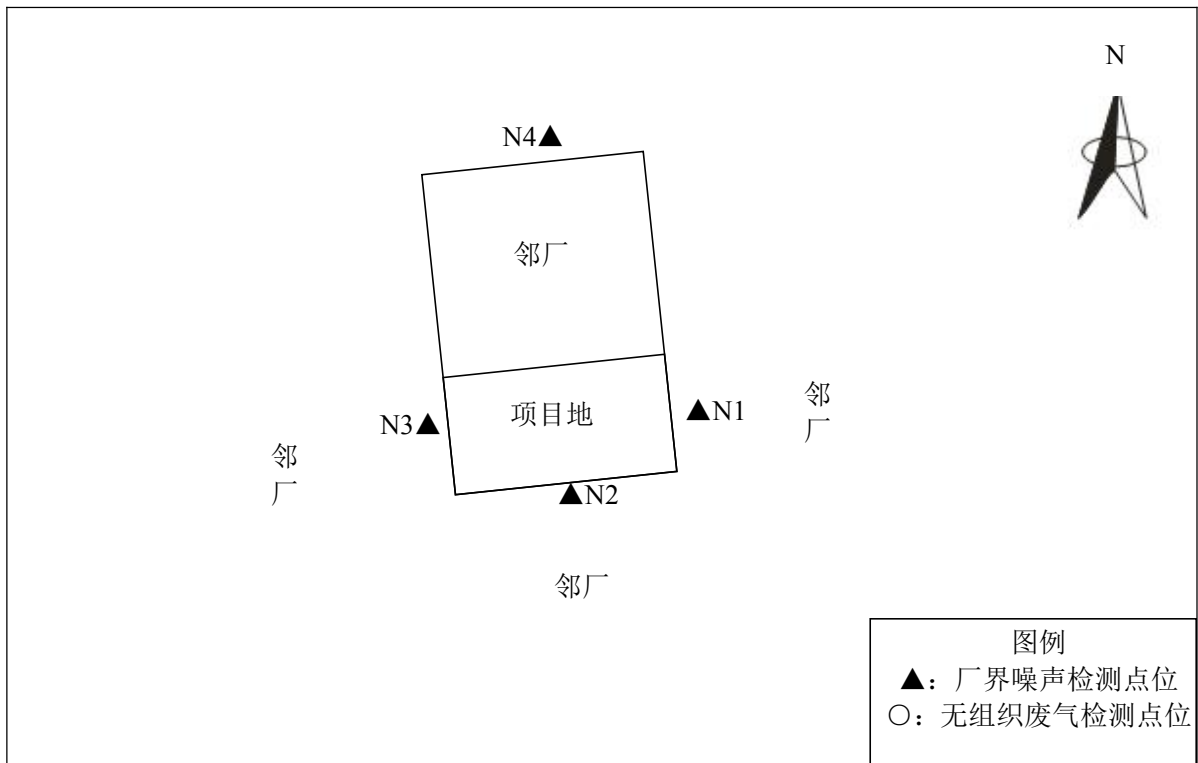 N
N4▲
邻厂
项目地
N3▲
▲N1
邻
厂
邻
厂
▲N2
邻厂
图例
▲：厂界噪声检测点位
○：无组织废气检测点位